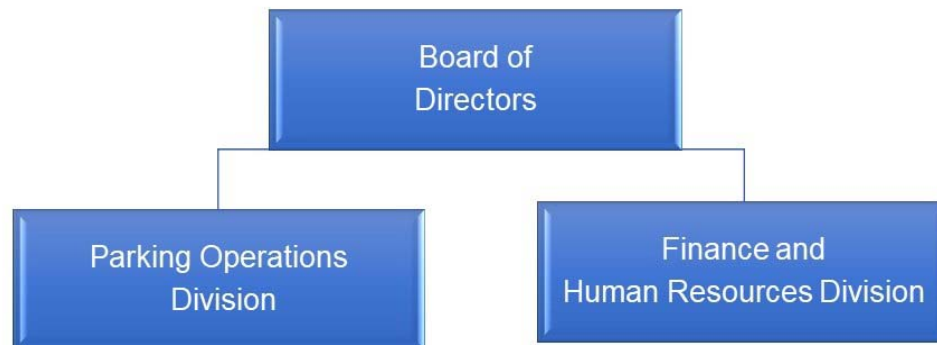 Board of
Directors
Parking Operations
Division
Finance and
Human Resources Division